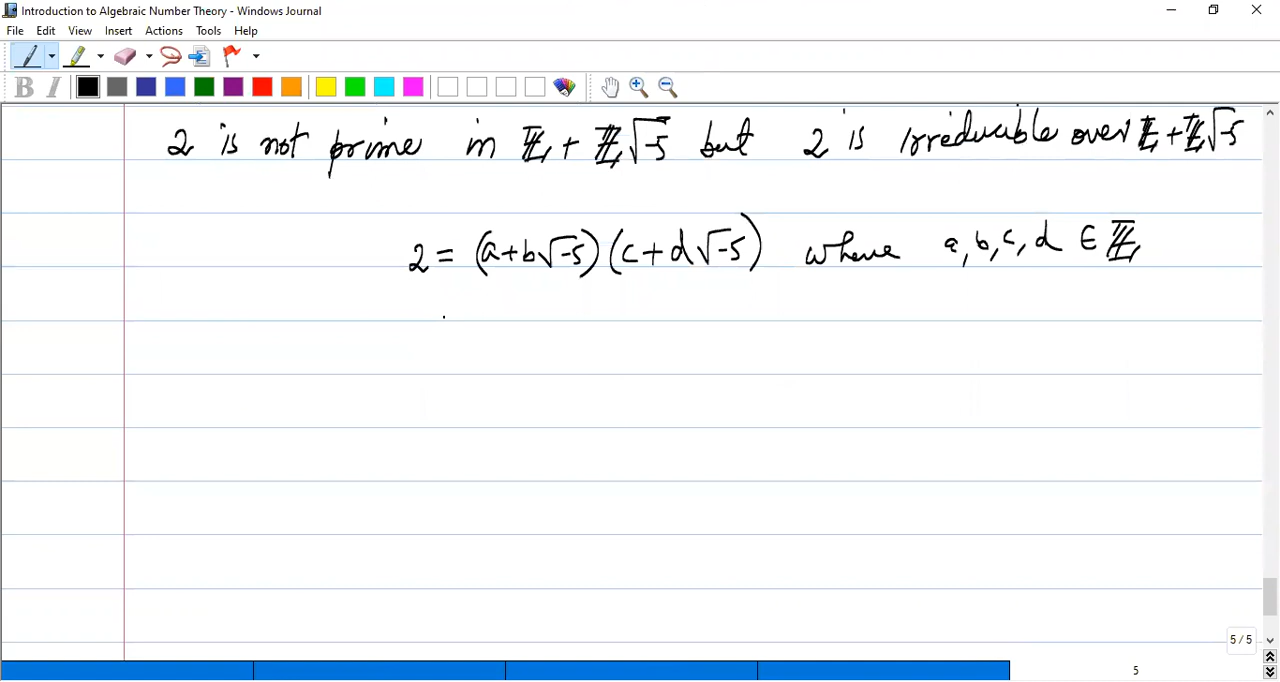 Introduction to Algebraic Number Theory - Windows Journal
File Edit View Insert Actions Tools Help
B I
2 is not prime in ℤ + ℤ√-5 but 2 is irreducible over ℤ + ℤ√-5
2 = (a+b√-5)(c+d√-5) where a, b, c, d ∈ ℤ
5 / 5
5